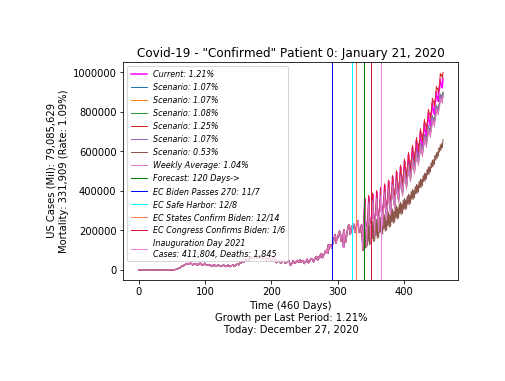 Covid-19 - "Confirmed" Patient 0: January 21, 2020
1000000
800000
600000
400000
200000
0
US Cases (Mil): 79,085,629
Mortality: 331,909 (Rate: 1.09%)
Current: 1.21%
Scenario: 1.07%
Scenario: 1.07%
Scenario: 1.08%
Scenario: 1.25%
Scenario: 1.07%
Scenario: 0.53%
Weekly Average: 1.04%
Forecast: 120 Days->
EC Biden Passes 270: 11/7
EC Safe Harbor: 12/8
EC States Confirm Biden: 12/14
EC Congress Confirms Biden: 1/6
Inauguration Day 2021
Cases: 411,804, Deaths: 1,845
0 100 200 300 400
Time (460 Days)
Growth per Last Period: 1.21%
Today: December 27, 2020